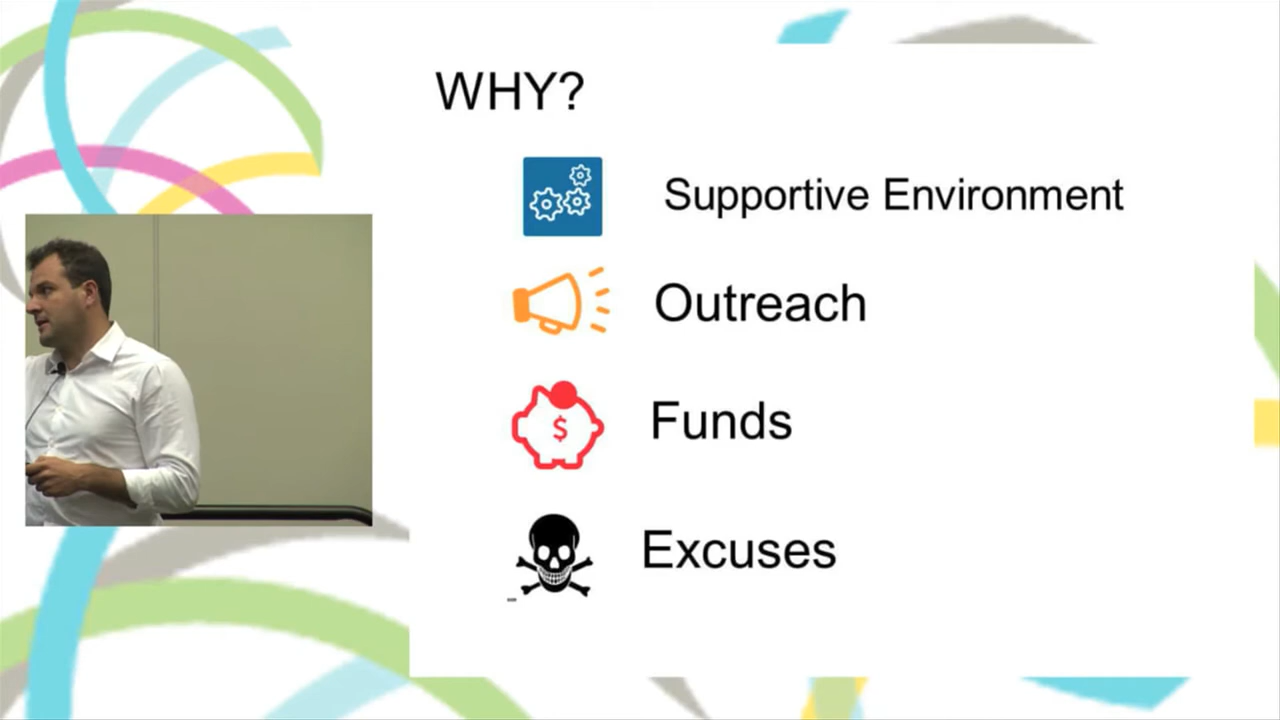 WHY?
Supportive Environment
Outreach
$
Funds
Excuses